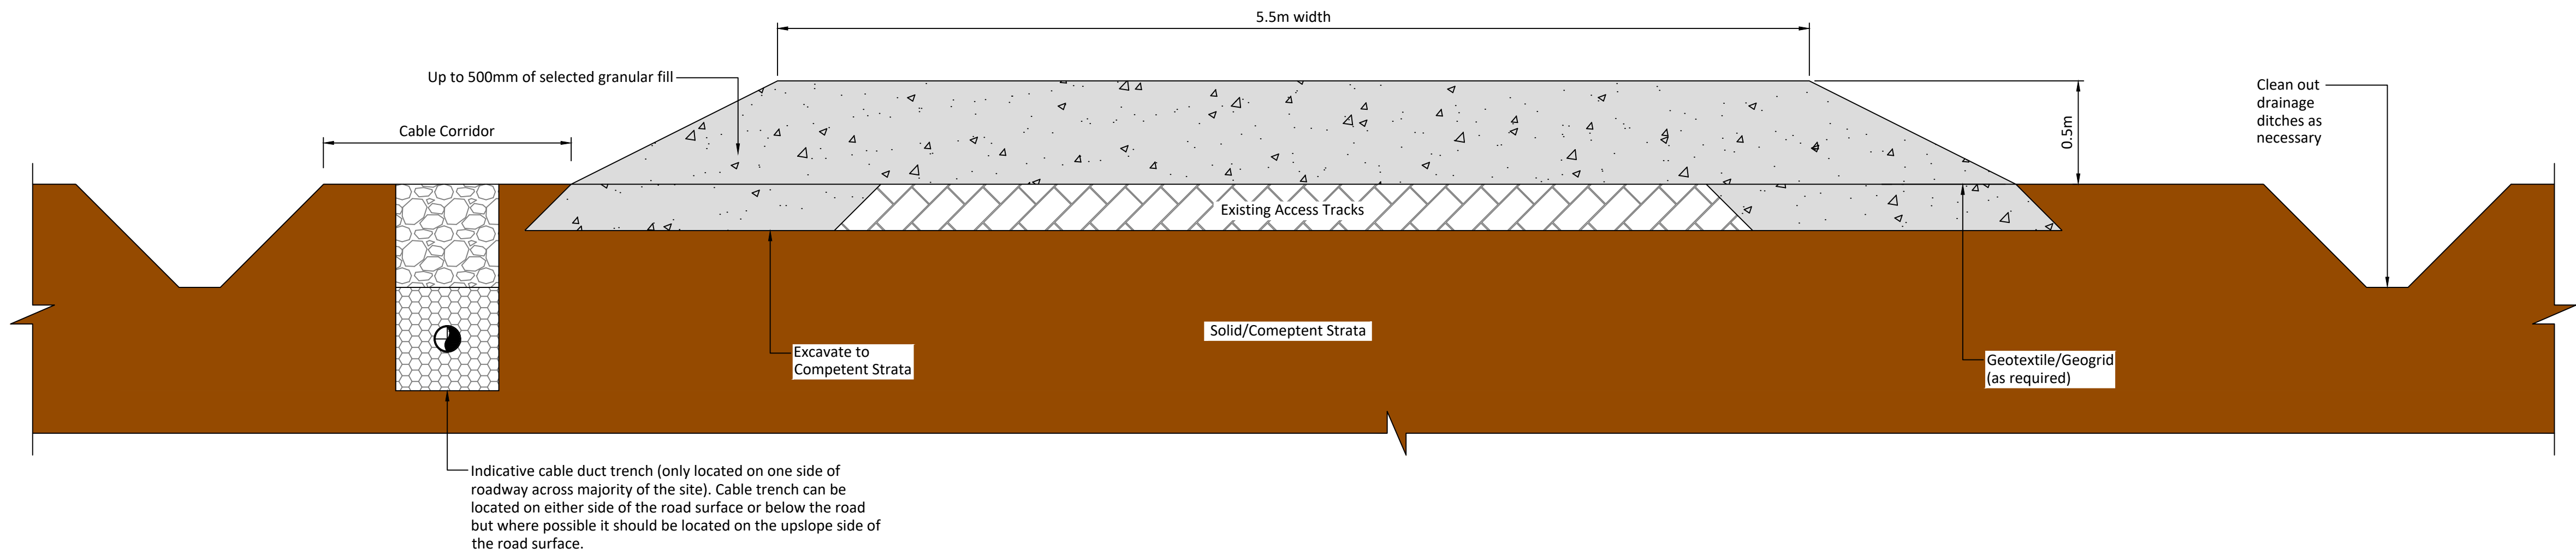 5.5m width
Up to 500mm of selected granular fill
Clean out
drainage
ditches as
necessary
Cable Corridor
0.5m
Existing Access Tracks
Solid/Comeptent Strata
Excavate to
Competent Strata
Geotextile/Geogrid
(as required)
Indicative cable duct trench (only located on one side of
roadway across majority of the site). Cable trench can be
located on either side of the road surface or below the road
but where possible it should be located on the upslope side of
the road surface.